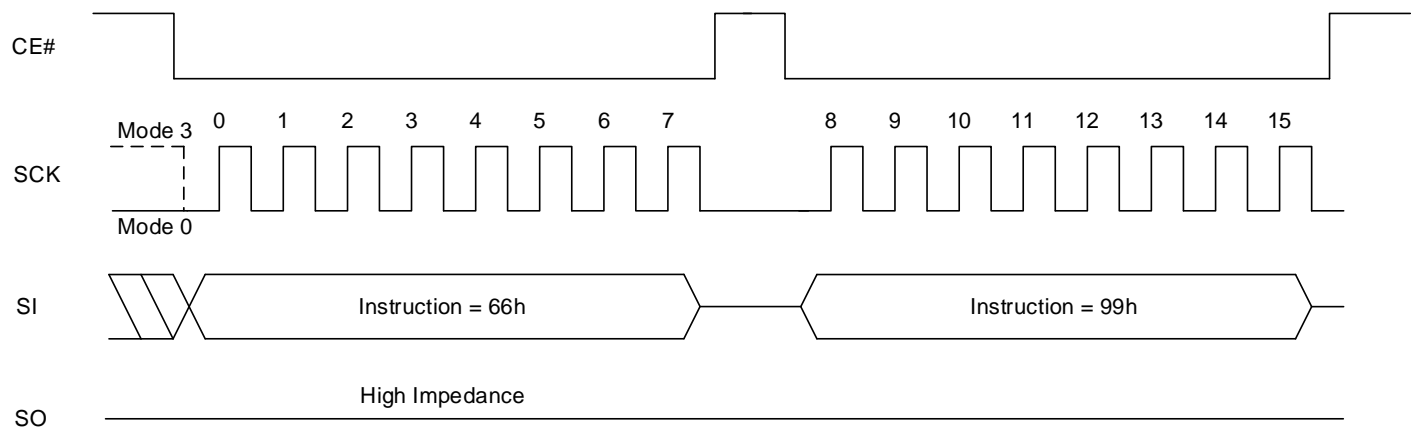 CE#
Mode 3
0 1 2 3 4 5 6 7 8 9 10 11 12 13 14 15
SCK
Mode 0
SI
Instruction = 66h
Instruction = 99h
High Impedance
SO